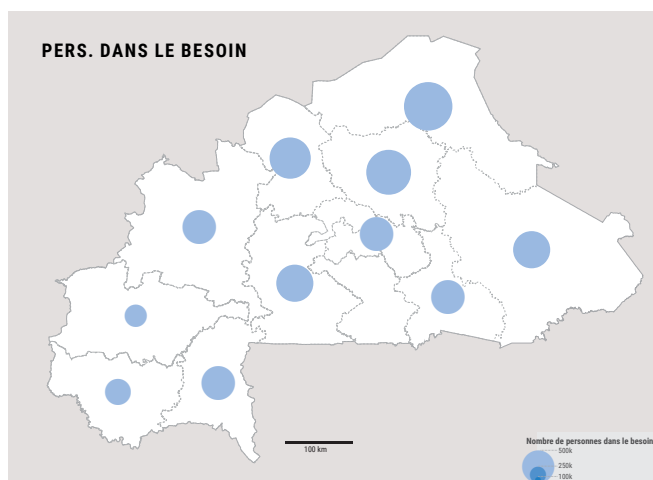 PERS. DANS LE BESOIN
100 km
Nombre de personnes dans le besoin
500k
250k
100k